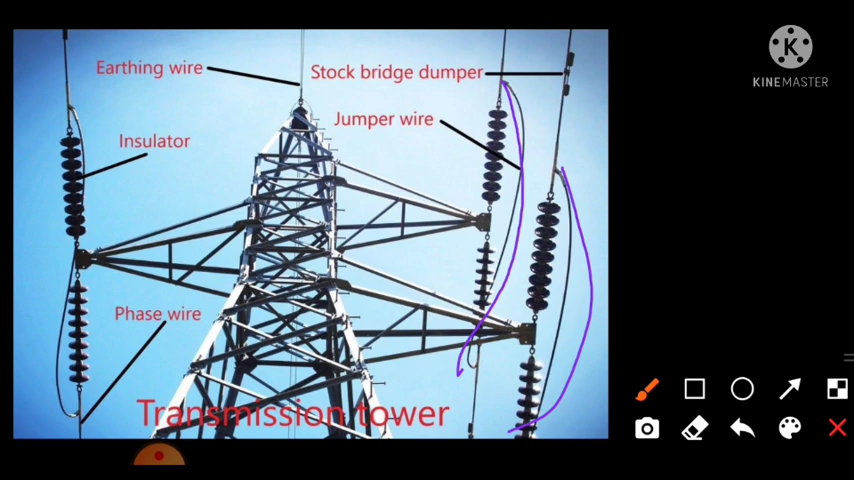 Earthing wire
Stock bridge dumper
Jumper wire
Insulator
Phase wire
Transmission tower
K
KINEMASTER